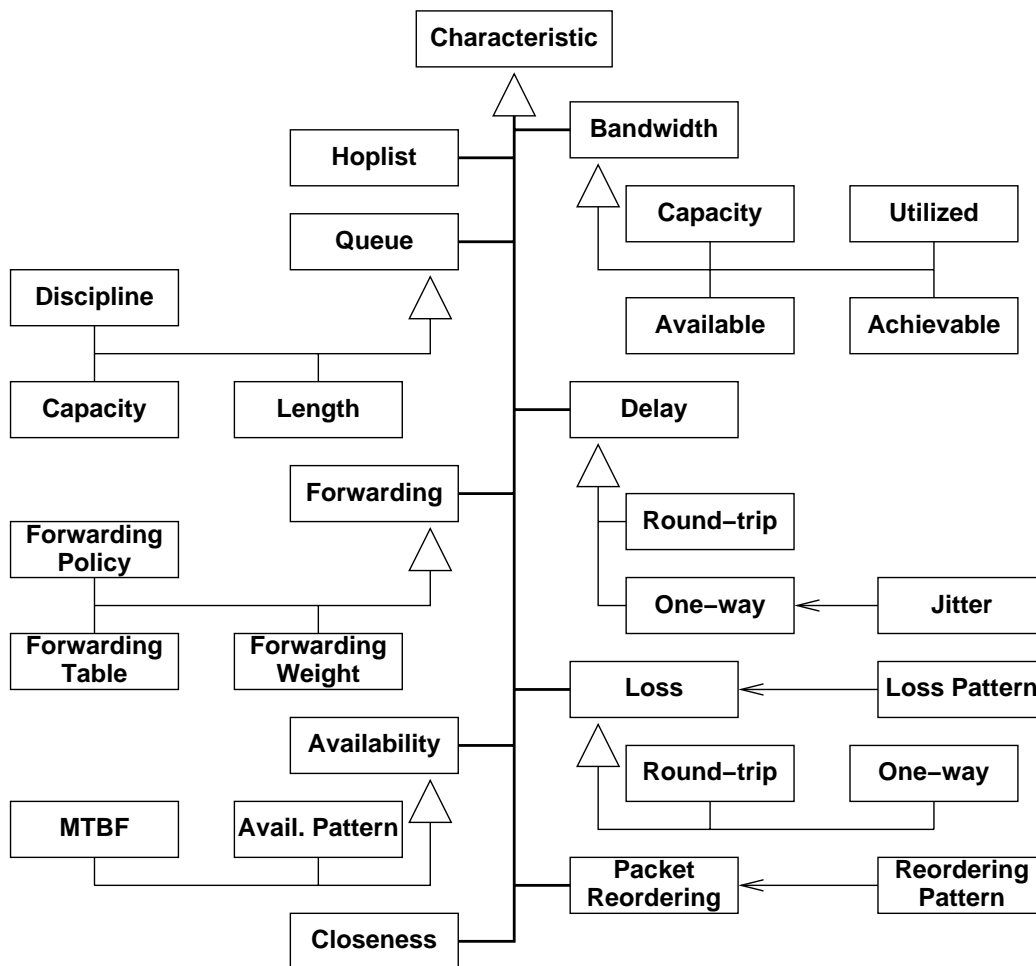 Characteristic
Bandwidth
Hoplist
Capacity
Utilized
Queue
Discipline
Available
Achievable
Capacity
Length
Delay
Forwarding
Round−trip
Forwarding
Policy
One−way
Jitter
Forwarding
Table
Forwarding
Weight
Loss
Loss Pattern
Availability
Round−trip
One−way
MTBF
Avail. Pattern
Packet
Reordering
Reordering
Pattern
Closeness